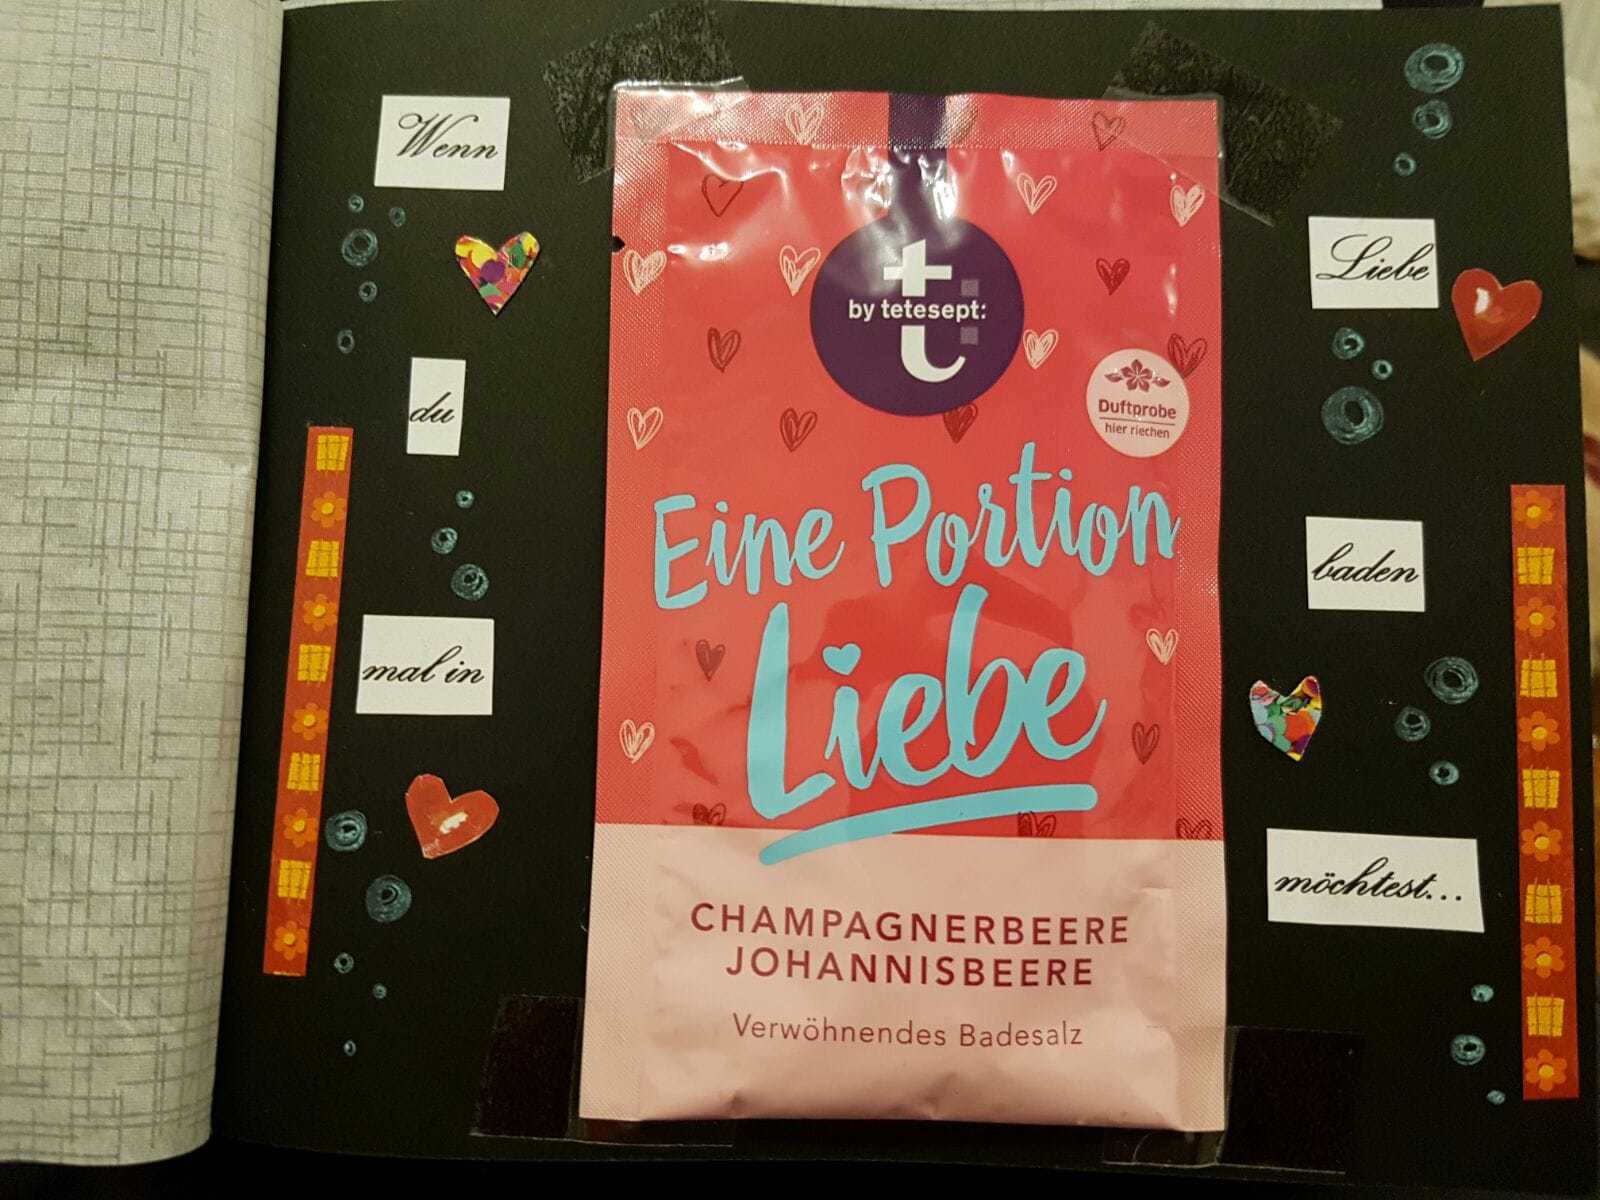 Wenn
du
mal in
Liebe
baden
möchtest...
t
by tetesept:
Duftprobe
hier riechen
Eine Portion
Liebe
CHAMPAGNERBEERE
JOHANNISBEERE
Verwöhnendes Badesalz